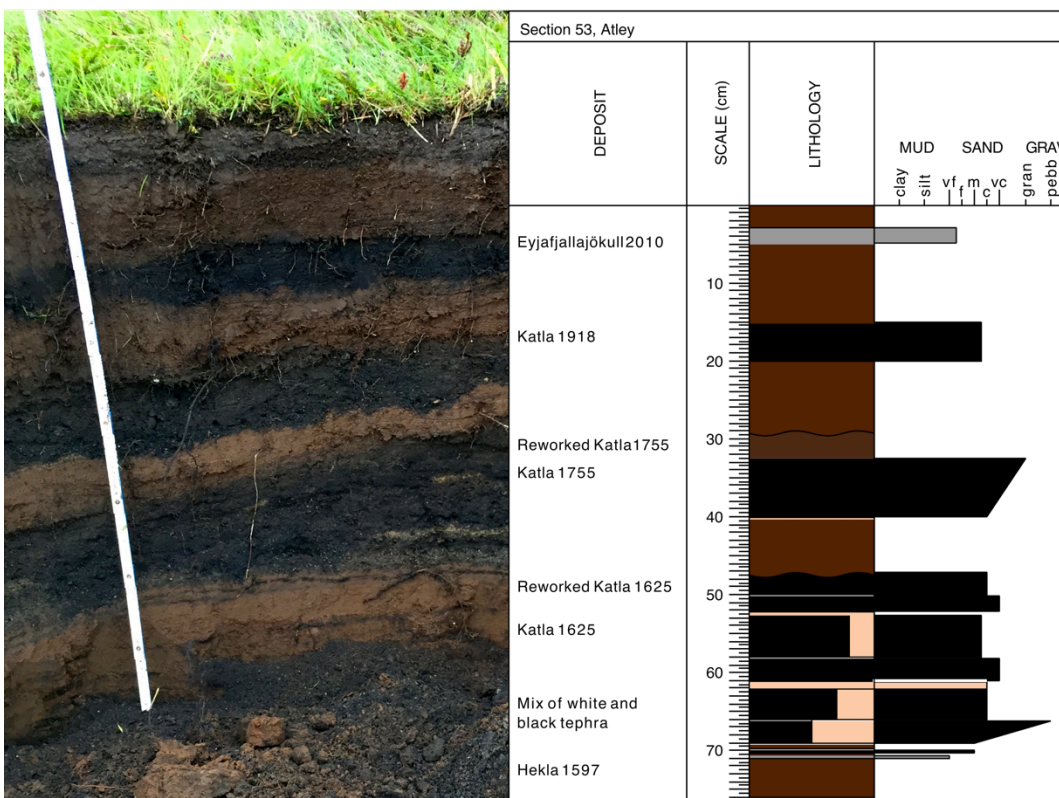 Section 53, Atley
DEPOSIT
SCALE (cm)
LITHOLOGY
MUD SAND GRAV
clay silt vf f m c vc gran pebb
Eyjafjallajökull2010
10
Katla 1918
20
30
Reworked Katla1755
Katla 1755
40
Reworked Katla 1625
50
Katla 1625
60
Mix of white and
black tephra
70
Hekla 1597